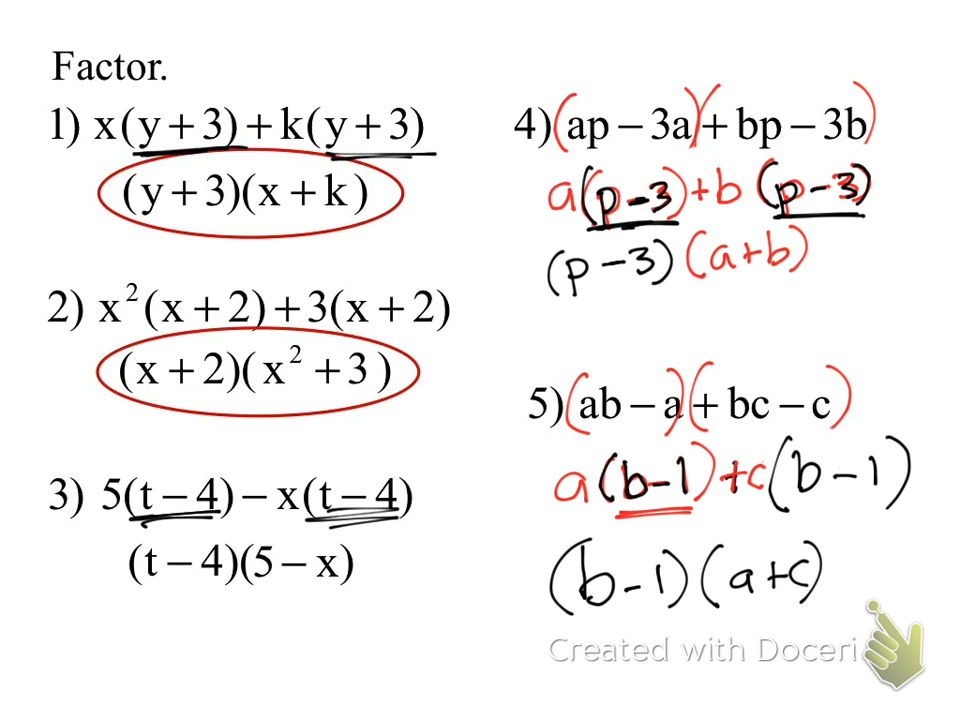 Factor.
1) x(y + 3) + k(y + 3)
(y + 3)(x + k)
2) x²(x + 2) + 3(x + 2)
(x + 2)(x² + 3)
3) 5(t − 4) − x(t − 4)
(t − 4)(5 − x)
4) (ap − 3a)(+ bp − 3b)
a(p − 3) + b(p − 3)
(p − 3)(a + b)
5) (ab − a)(+ bc − c)
a(b − 1) + c(b − 1)
(b − 1)(a + c)
Created with Doceri